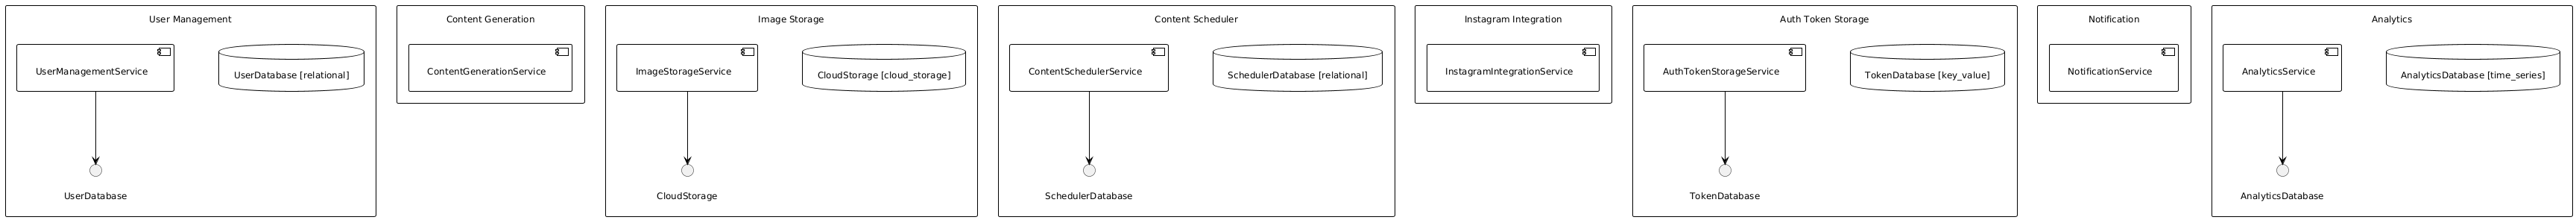 User Management
UserManagementService
UserDatabase [relational]
UserDatabase
Content Generation
ContentGenerationService
Image Storage
ImageStorageService
CloudStorage [cloud_storage]
CloudStorage
Content Scheduler
ContentSchedulerService
SchedulerDatabase [relational]
SchedulerDatabase
Instagram Integration
InstagramIntegrationService
Auth Token Storage
AuthTokenStorageService
TokenDatabase [key_value]
TokenDatabase
Notification
NotificationService
Analytics
AnalyticsService
AnalyticsDatabase [time_series]
AnalyticsDatabase